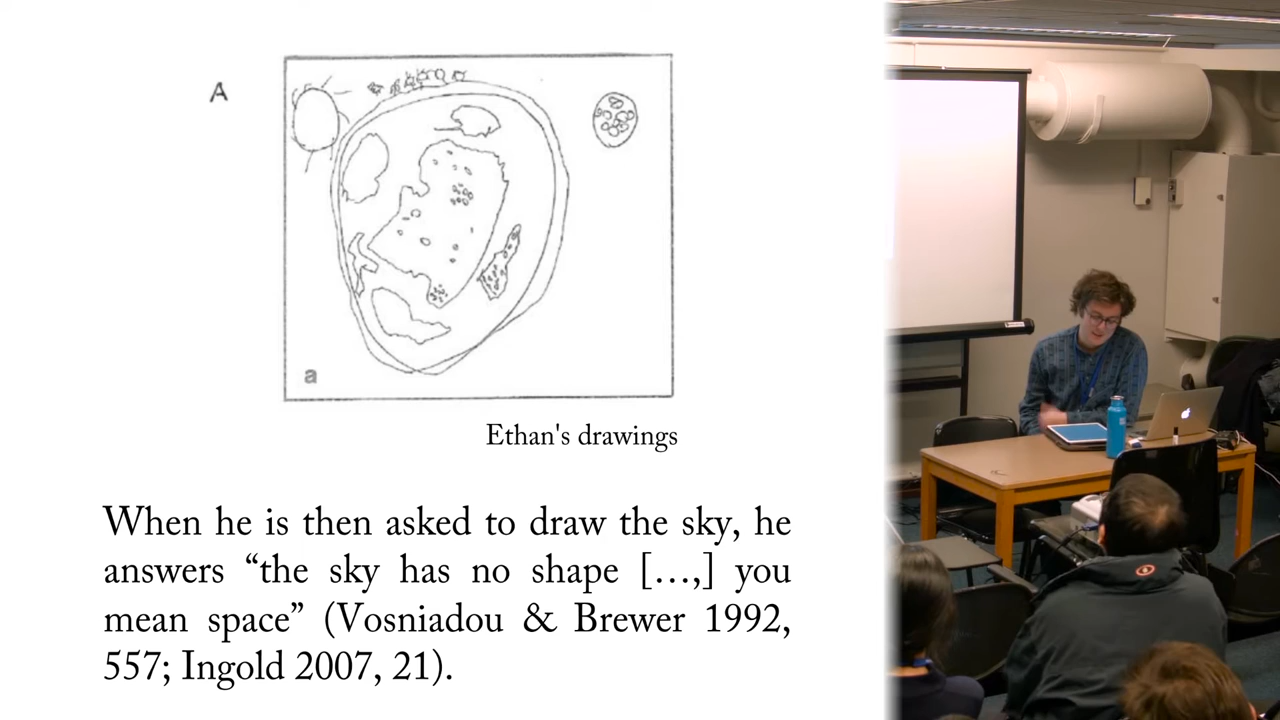 A
a
Ethan's drawings
When he is then asked to draw the sky, he
answers “the sky has no shape […,] you
mean space” (Vosniadou & Brewer 1992,
557; Ingold 2007, 21).